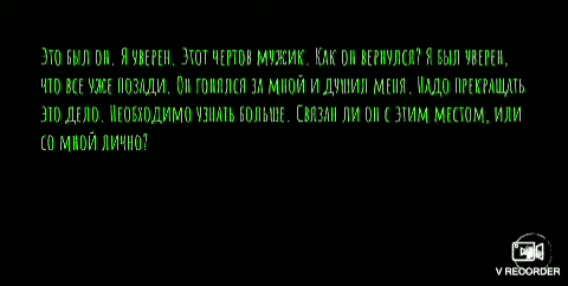 Это был он. Я уверен. Этот чертов мужик. Как он вернулся? Я был уверен,
что все уже позади. Он гонялся за мной и душил меня. Надо прекращать
это дело. Необходимо узнать больше. Связан ли он с этим местом, или
со мной лично?
V RECORDER